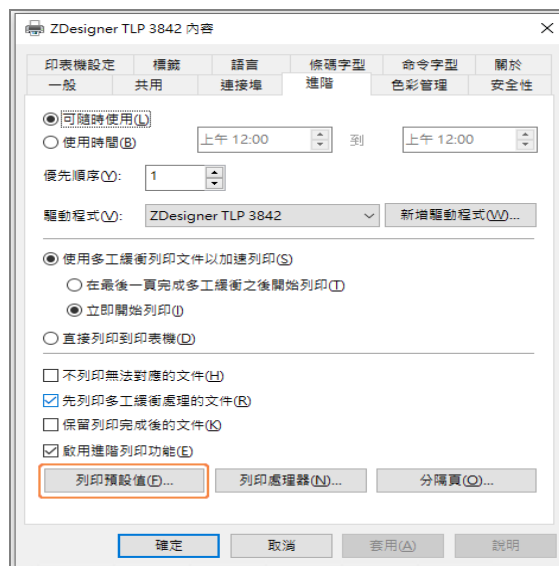 ZDesigner TLP 3842 內容
印表機設定 標籤 語言 條碼字型 命令字型 關於
一般 共用 連接埠 進階 色彩管理 安全性
可隨時使用(L)
使用時間(B) 上午 12:00 到 上午 12:00
優先順序(Y): 1
驅動程式(V): ZDesigner TLP 3842 新增驅動程式(W)...
使用多工緩衝列印文件以加速列印(S)
在最後一頁完成多工緩衝之後開始列印(T)
立即開始列印(I)
直接列印到印表機(D)
不列印無法對應的文件(H)
先列印多工緩衝處理的文件(R)
保留列印完成後的文件(K)
啟用進階列印功能(E)
列印預設值(F)... 列印處理器(N)... 分隔頁(O)...
確定 取消 套用(A) 說明